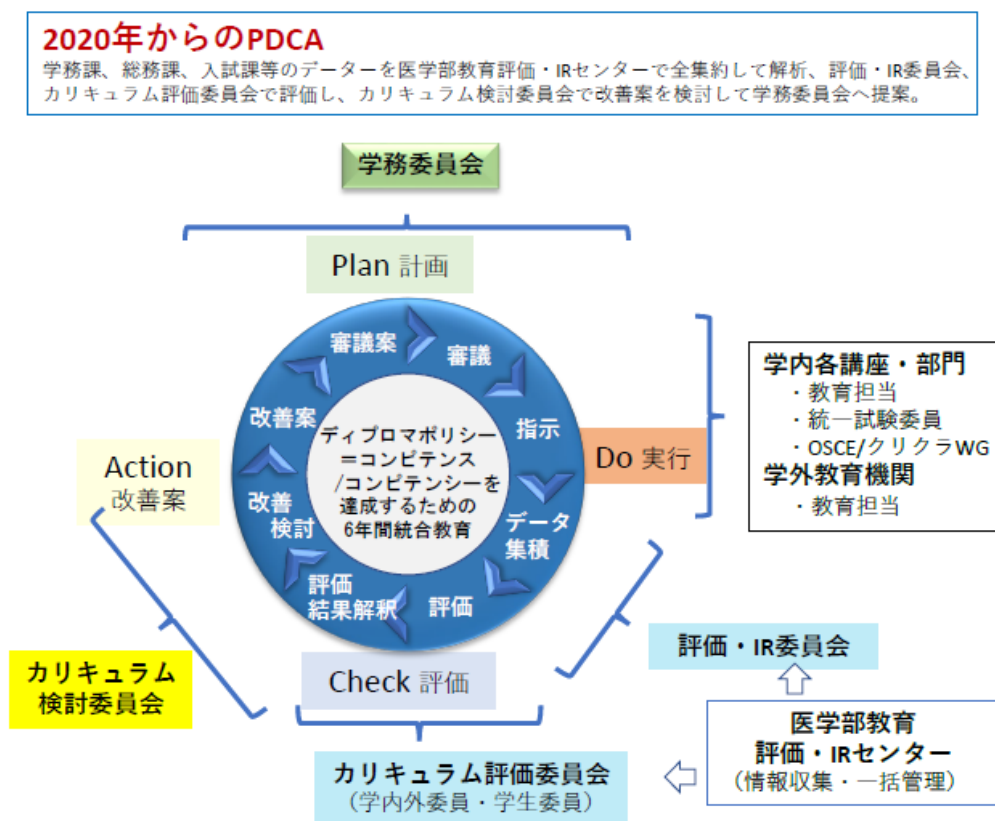 2020年からのPDCA
学務課、総務課、入試課等のデーターを医学部教育評価・IRセンターで全集約して解析、評価・IR委員会、
カリキュラム評価委員会で評価し、カリキュラム検討委員会で改善案を検討して学務委員会へ提案。
学務委員会
Plan 計画
審議案
審議
改善案
指示
ディプロマポリシー
＝コンピテンス
/コンピテンシーを
達成するための
6年間統合教育
改善
検討
データ
集積
評価
結果解釈
評価
Do 実行
学内各講座・部門
・教育担当
・統一試験委員
・OSCE/クリクラWG
学外教育機関
・教育担当
Action
改善案
Check 評価
カリキュラム
検討委員会
評価・IR委員会
医学部教育
評価・IRセンター
（情報収集・一括管理）
カリキュラム評価委員会
（学内外委員・学生委員）